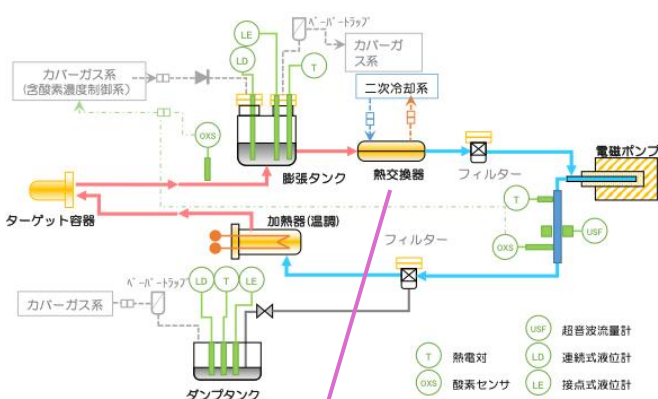 ベーパートラップ
LE
カバーガ
ス系
LD
T
カバーガス系
(含酸素濃度制御系)
二次冷却系
OXS
電磁ポンプ
膨張タンク
熱交換器
フィルター
T
ターゲット容器
加熱器(温調)
フィルター
USF
OXS
ベーパートラップ
LD
T
LE
カバーガス系
USF 超音波流量計
T 熱電対
LD 連続式液位計
OXS 酸素センサ
LE 接点式液位計
ダンプタンク